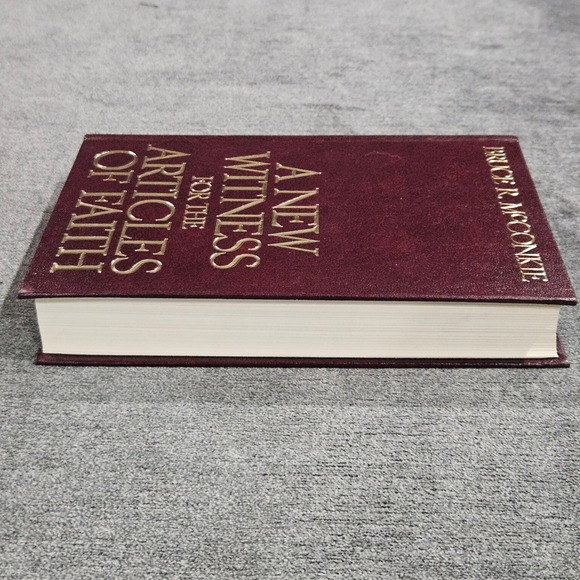 A NEW
WITNESS
FOR THE
ARTICLES
OF FAITH
BRUCE R. McCONKIE